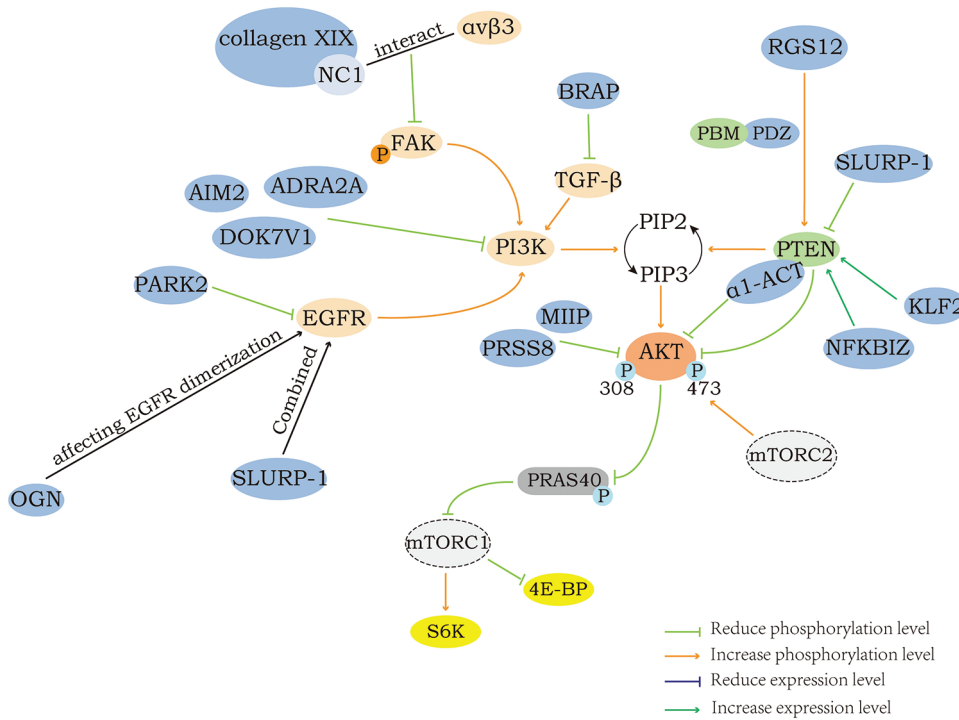 collagen XIX
NC1
interact
αvβ3
RGS12
BRAP
PBM
PDZ
P
FAK
SLURP-1
TGF-β
AIM2
ADRA2A
DOK7V1
PI3K
PIP2
PIP3
PTEN
α1-ACT
PARK2
EGFR
KLF2
MIIP
PRSS8
AKT
NFKBIZ
P
P
308
473
affecting EGFR dimerization
Combined
mTORC2
OGN
SLURP-1
PRAS40
P
mTORC1
4E-BP
S6K
Reduce phosphorylation level
Increase phosphorylation level
Reduce expression level
Increase expression level